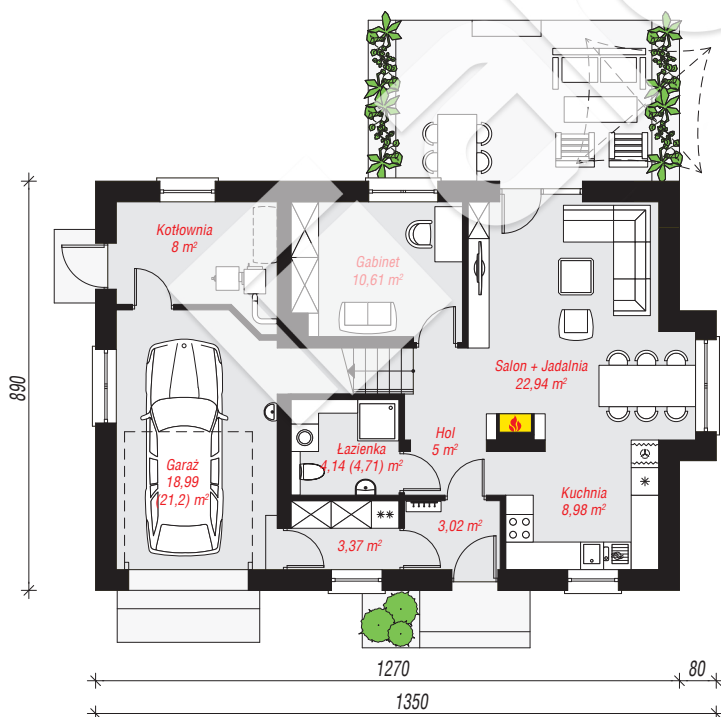 Kotłownia
8 m²
Gabinet
10,61 m²
Salon + Jadalnia
22,94 m²
Hol
5 m²
Łazienka
4,14 (4,71) m²
Garaż
18,99
(21,2) m²
Kuchnia
8,98 m²
3,02 m²
3,37 m²
890
1270
80
1350